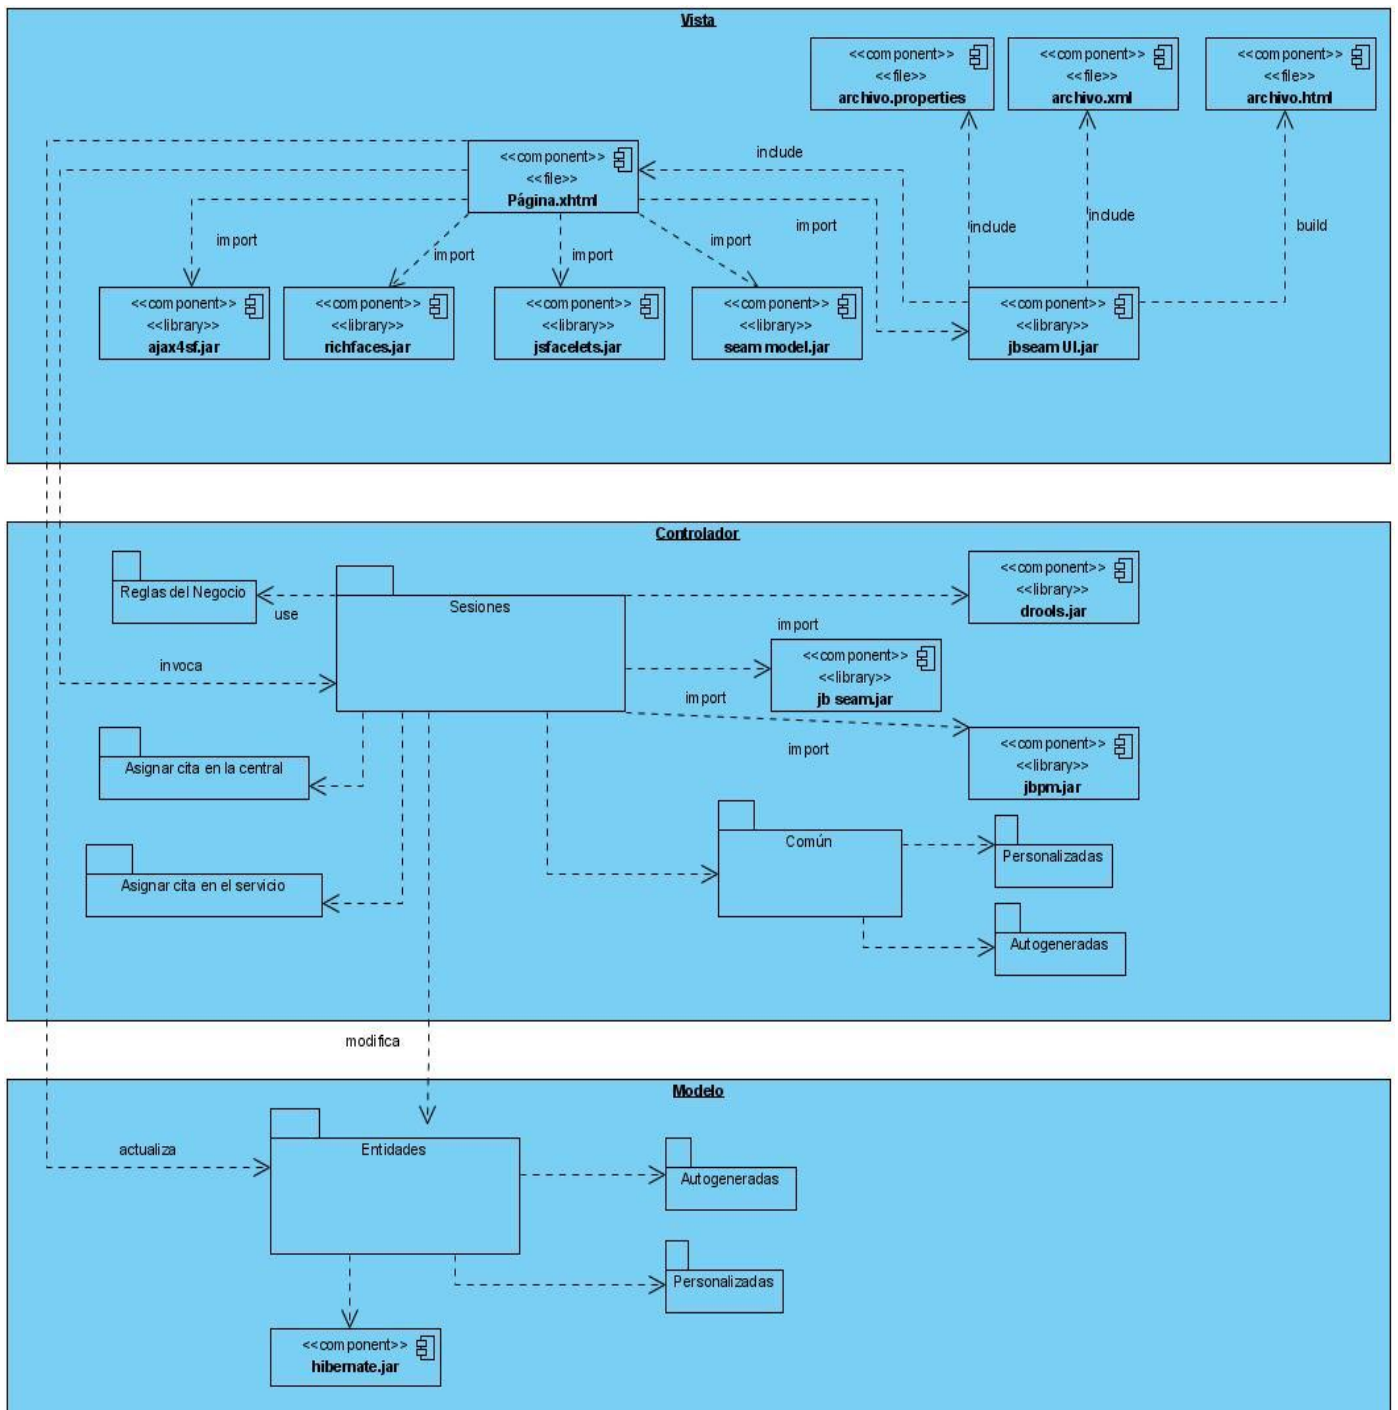 Vista
<<component>>
<<file>>
archivo.properties
<<component>>
<<file>>
archivo.xml
<<component>>
<<file>>
archivo.html
<<component>>
<<file>>
Página.xhtml
include
include
include
build
import
import
import
import
import
<<component>>
<<library>>
ajax4sf.jar
<<component>>
<<library>>
richfaces.jar
<<component>>
<<library>>
jsfacelets.jar
<<component>>
<<library>>
seam model.jar
<<component>>
<<library>>
jbseam UI.jar
Controlador
Reglas del Negocio
use
Sesiones
<<component>>
<<library>>
drools.jar
import
<<component>>
<<library>>
jb seam.jar
invoca
import
import
<<component>>
<<library>>
jbpm.jar
Asignar cita en la central
Común
Personalizadas
Asignar cita en el servicio
Autogeneradas
modifica
Modelo
actualiza
Entidades
Autogeneradas
Personalizadas
<<component>>
hibernate.jar